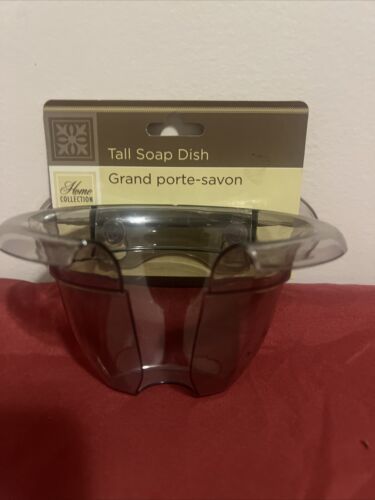 Tall Soap Dish
Grand porte-savon
Home
COLLECTION